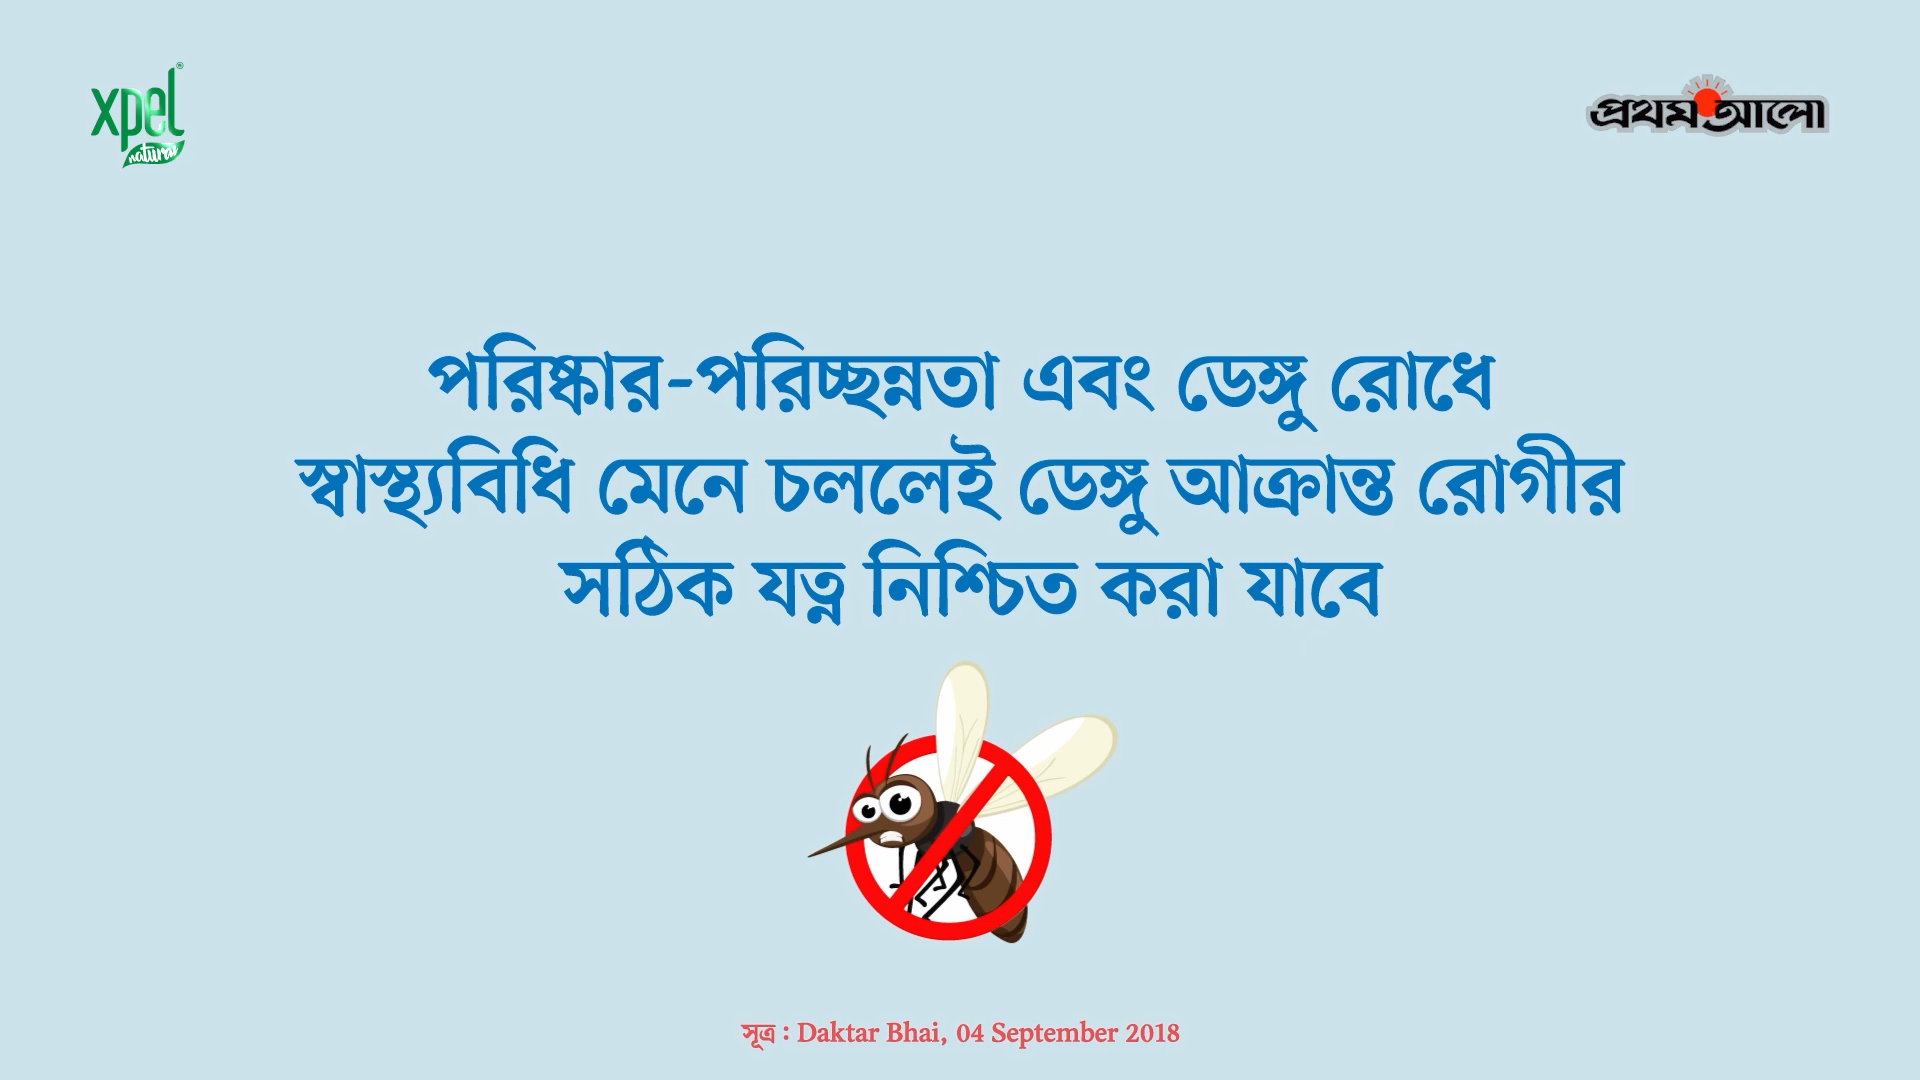 xpel®
natural
প্রথম আলো
পরিষ্কার-পরিচ্ছন্নতা এবং ডেঙ্গু রোধে
স্বাস্থ্যবিধি মেনে চললেই ডেঙ্গু আক্রান্ত রোগীর
সঠিক যত্ন নিশ্চিত করা যাবে
সূত্র : Daktar Bhai, 04 September 2018